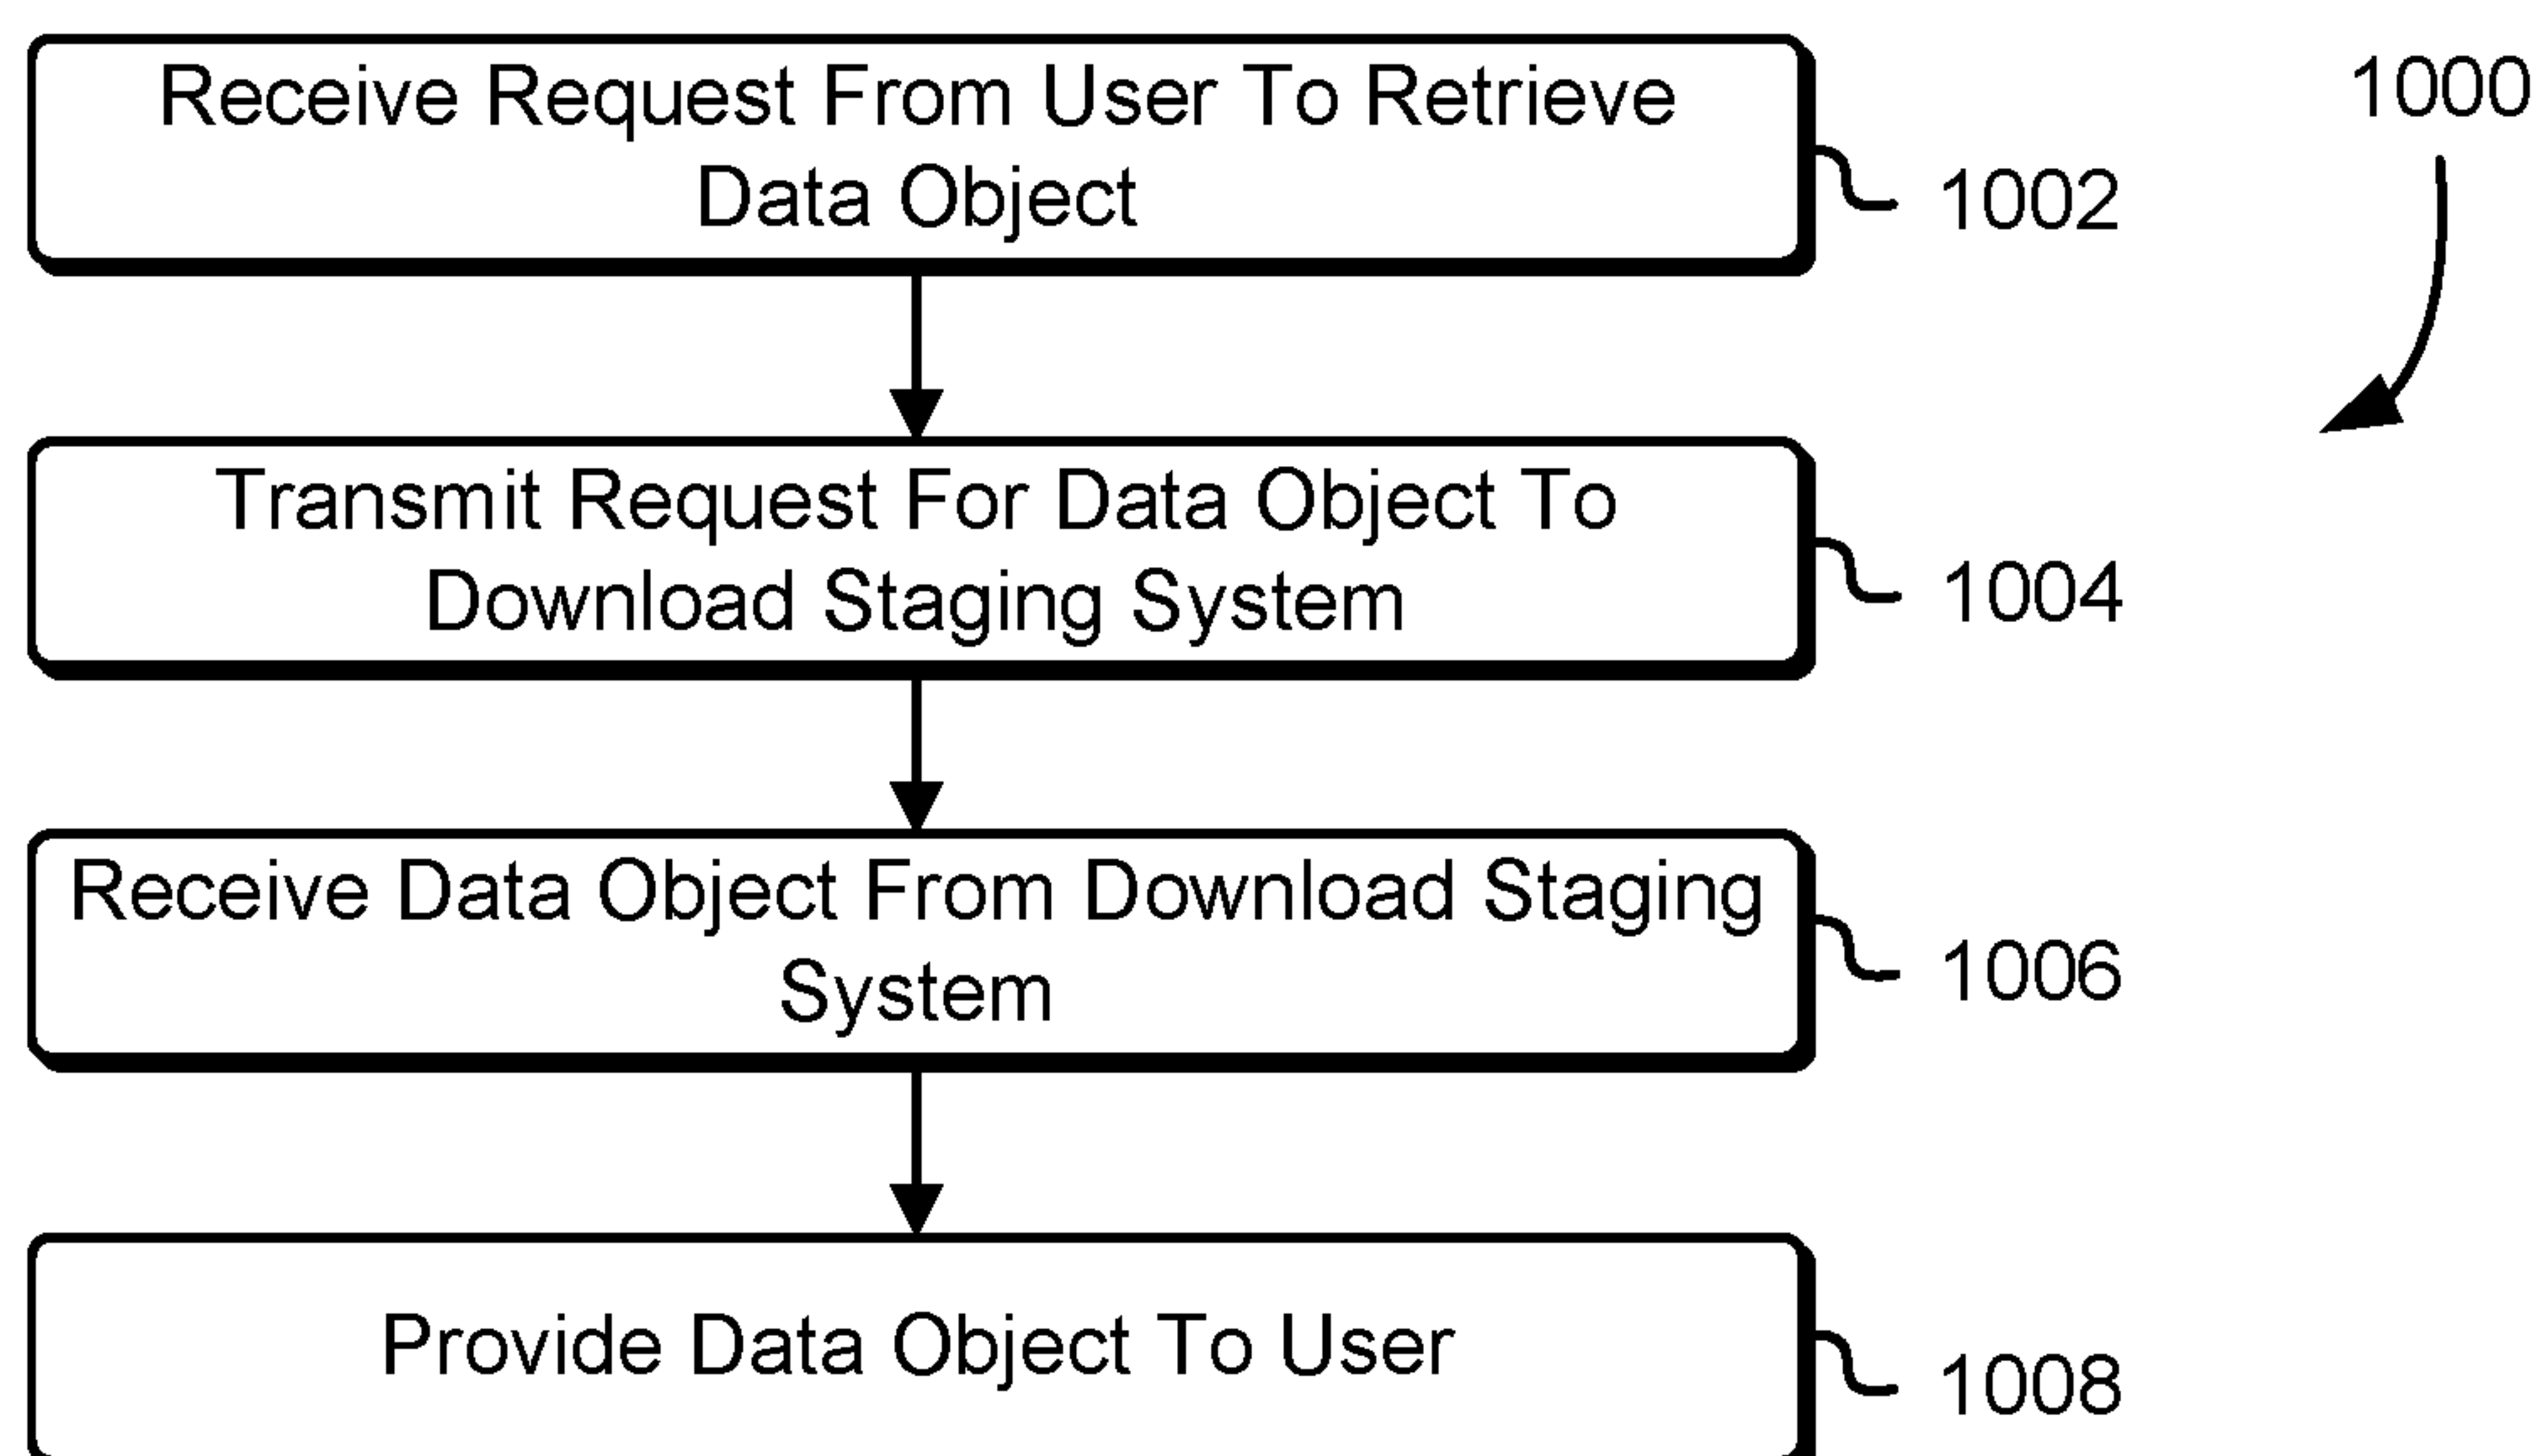 Receive Request From User To Retrieve
Data Object
1002
1000
Transmit Request For Data Object To
Download Staging System
1004
Receive Data Object From Download Staging
System
1006
Provide Data Object To User
1008